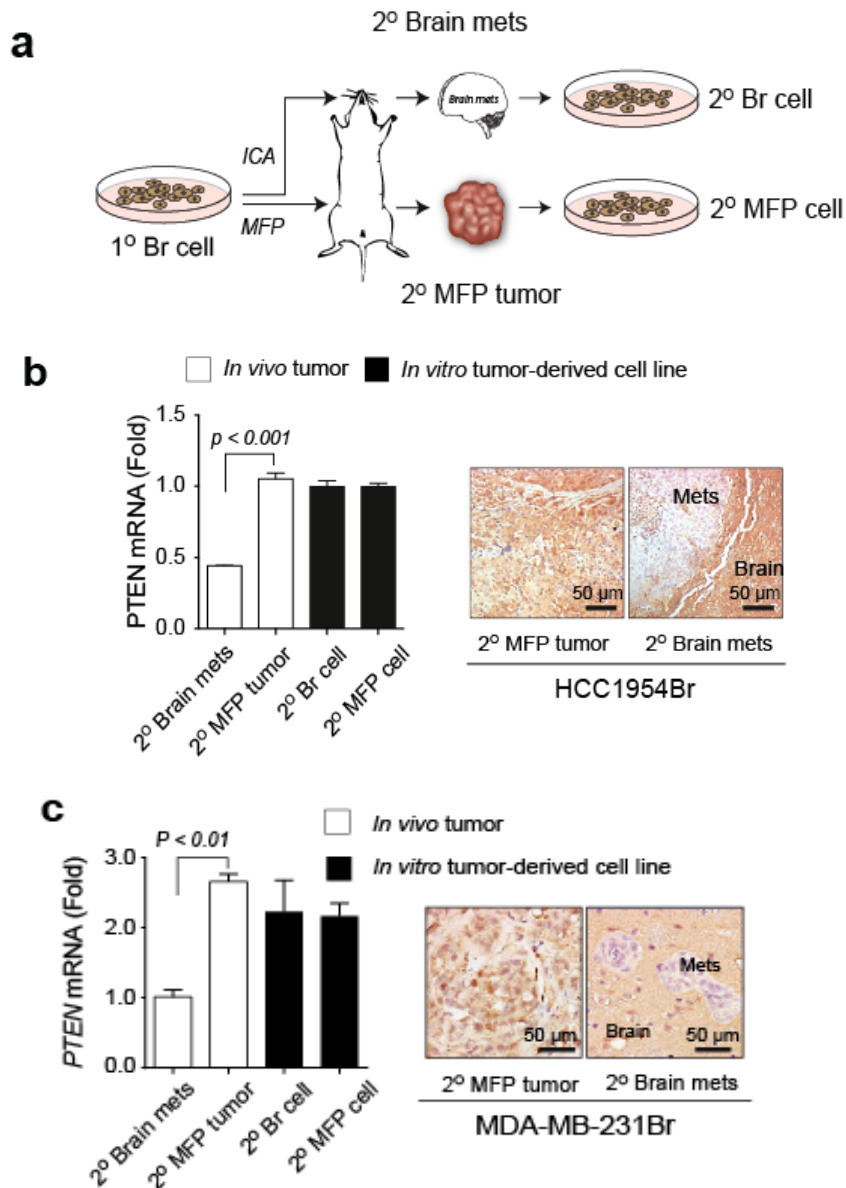 a
2º Brain mets
Brain mets
2º Br cell
ICA
MFP
1º Br cell
2º MFP cell
2º MFP tumor
b
In vivo tumor
In vitro tumor-derived cell line
PTEN mRNA (Fold)
1.5
1.0
0.5
0.0
p < 0.001
2º Brain mets
2º MFP tumor
2º Br cell
2º MFP cell
Mets
Brain
50 µm
50 µm
2º MFP tumor
2º Brain mets
HCC1954Br
c
In vivo tumor
In vitro tumor-derived cell line
PTEN mRNA (Fold)
3.0
2.0
1.0
0.0
P < 0.01
2º Brain mets
2º MFP tumor
2º Br cell
2º MFP cell
Mets
Brain
50 µm
50 µm
2º MFP tumor
2º Brain mets
MDA-MB-231Br